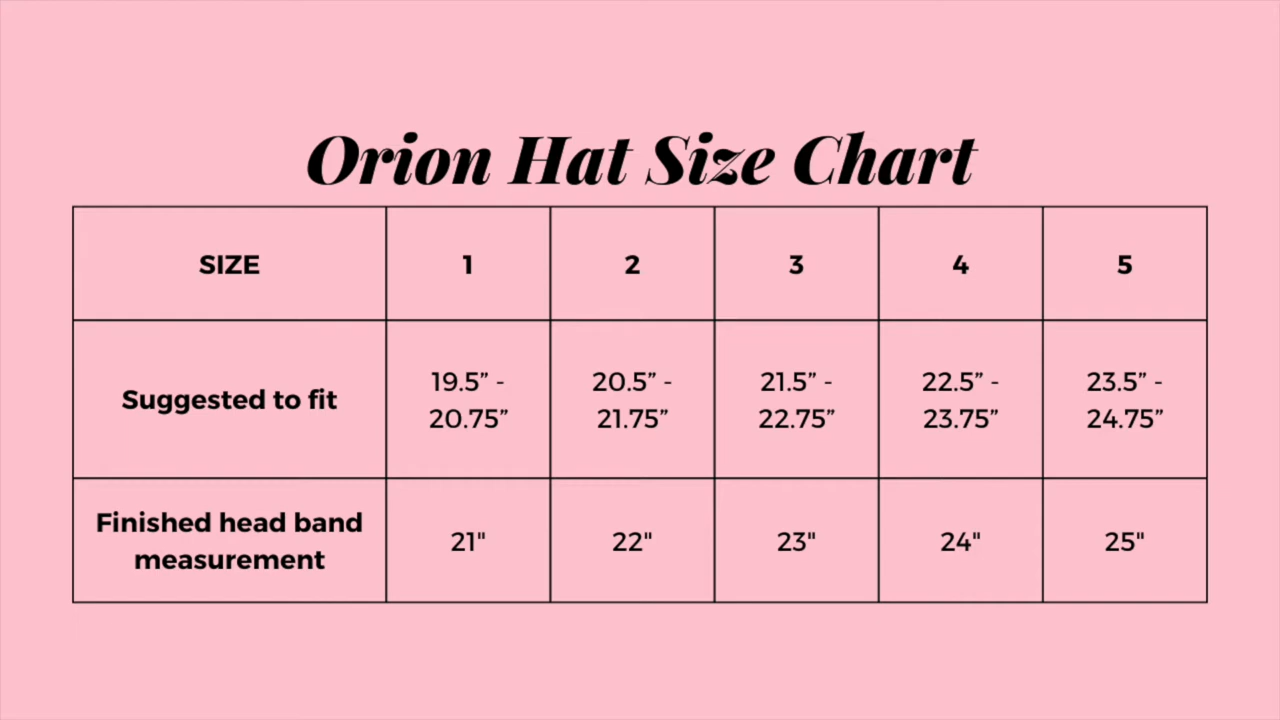 Orion Hat Size Chart
SIZE 1 2 3 4 5
Suggested to fit 19.5” - 20.75” 20.5” - 21.75” 21.5” - 22.75” 22.5” - 23.75” 23.5” - 24.75”
Finished head band measurement 21" 22" 23" 24" 25"